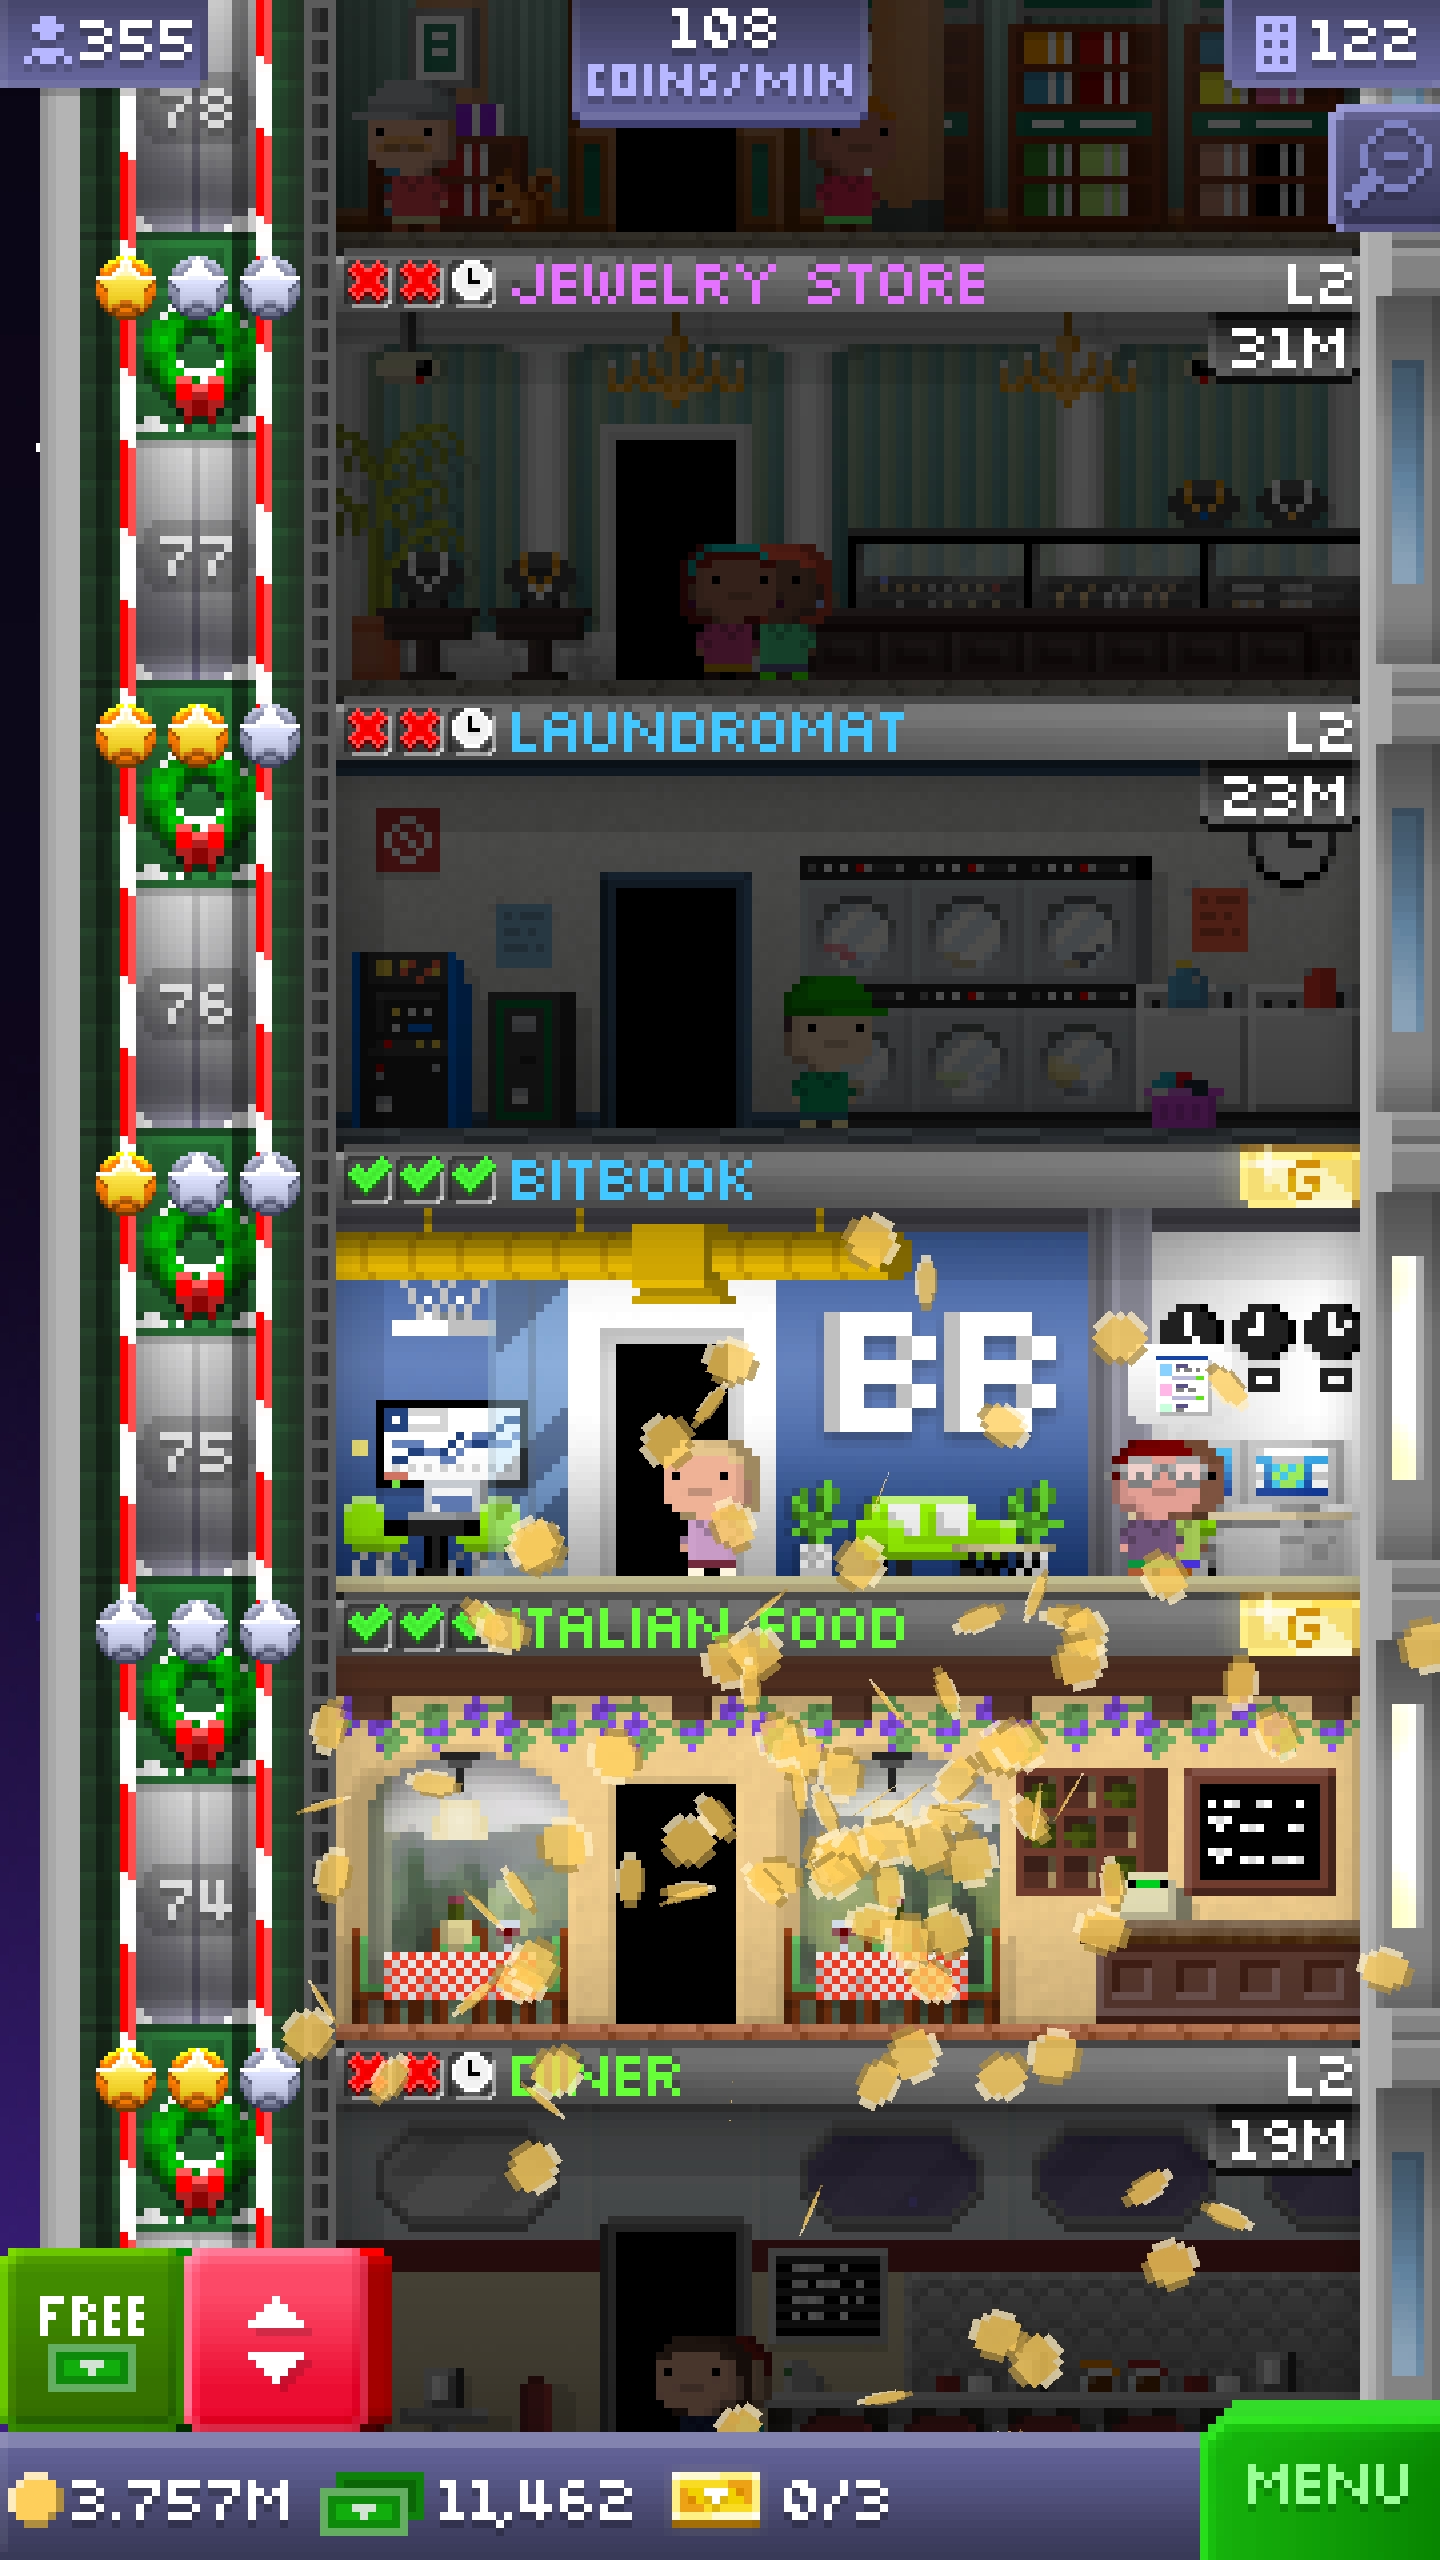 355
108
COINS/MIN
122
78
JEWELRY STORE
L2
31M
77
LAUNDROMAT
L2
23M
76
BITBOOK
G
BB
75
ITALIAN FOOD
G
74
DINER
L2
19M
FREE
3.757M
11,462
0/3
MENU